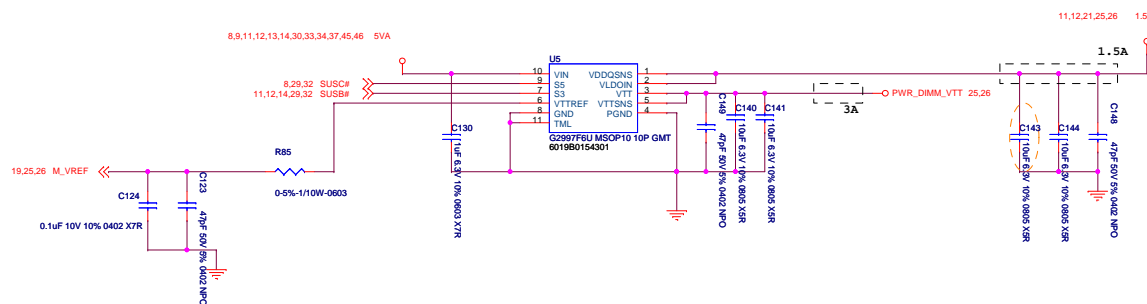 11,12,21,25,26 1.5
1.5A
8,9,11,12,13,14,30,33,34,37,45,46 5VA
U5
10 VIN VDDQSNS 1
8,29,32 SUSC# 9 S5 VLDOIN 2
11,12,14,29,32 SUSB# 7 S3 VTT 3 PWR_DIMM_VTT 25,26
6 VTTREF VTTSNS 5
8 GND PGND 4
11 TML
3A
G2997F6U MSOP10 10P GMT
6019B0154301
C130
1uF 6.3V 10% 0603 X7R
C149
47pF 50V 5% 0402 NPO
C140
10uF 6.3V 10% 0805 X5R
C141
10uF 6.3V 10% 0805 X5R
C143
10uF 6.3V 10% 0805 X5R
C144
10uF 6.3V 10% 0805 X5R
C148
47pF 50V 5% 0402 NPO
R85
0-5%-1/10W-0603
19,25,26 M_VREF
C124
0.1uF 10V 10% 0402 X7R
C123
47pF 50V 5% 0402 NPO